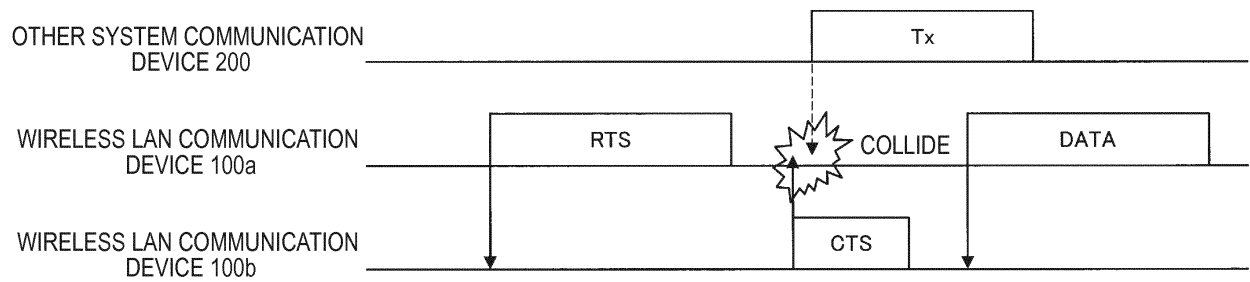 OTHER SYSTEM COMMUNICATION
DEVICE 200
Tx
WIRELESS LAN COMMUNICATION
DEVICE 100a
RTS
COLLIDE
DATA
WIRELESS LAN COMMUNICATION
DEVICE 100b
CTS